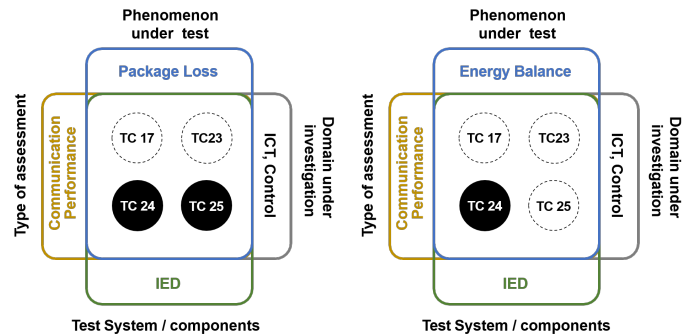 Phenomenon
under test
Package Loss
Type of assessment
Communication
Performance
TC 17
TC23
TC 24
TC 25
ICT, Control
Domain under
investigation
IED
Test System / components
Phenomenon
under test
Energy Balance
Type of assessment
Communication
Performance
TC 17
TC23
TC 24
TC 25
ICT, Control
Domain under
investigation
IED
Test System / components